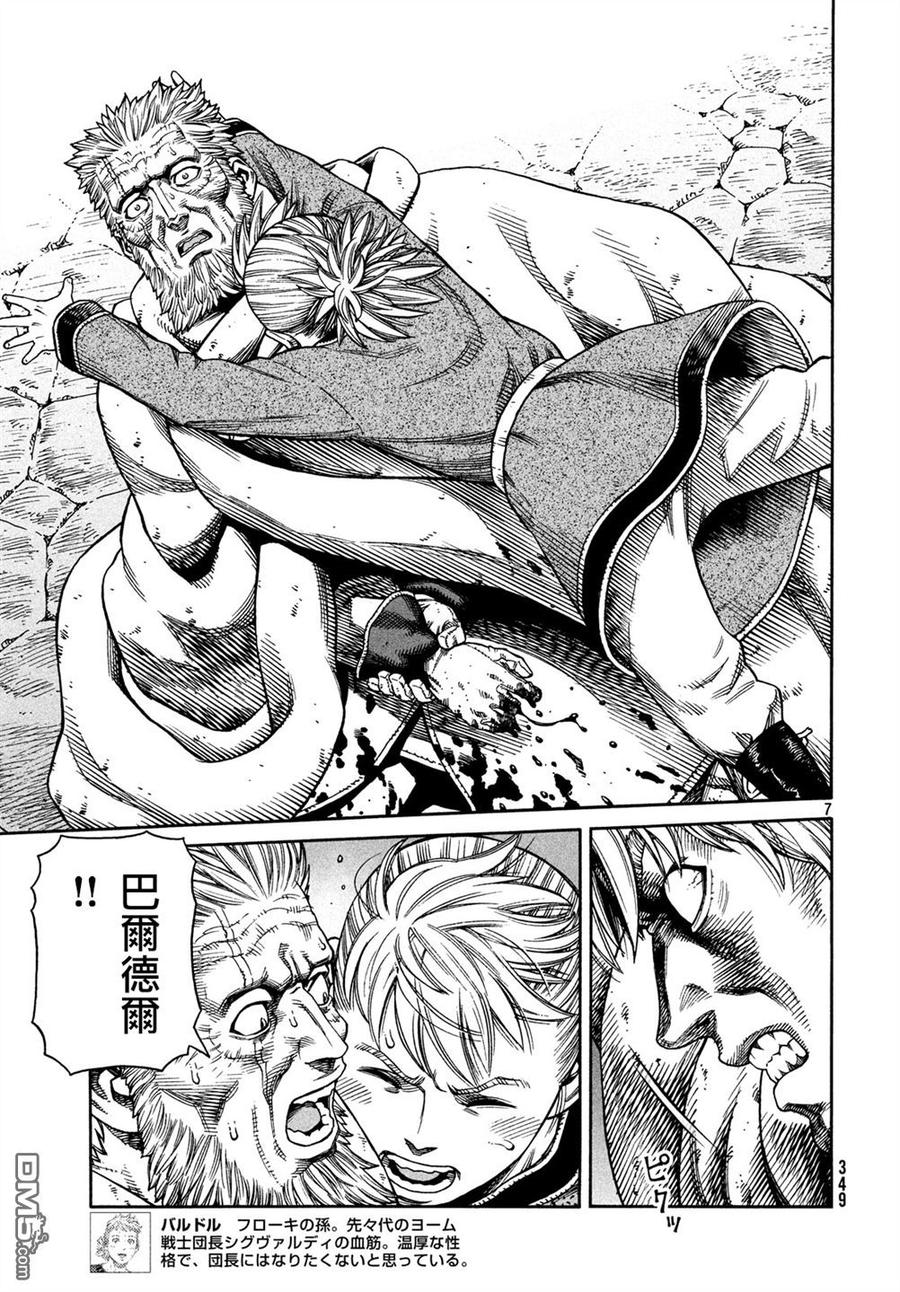 7
ピクッ
巴爾德爾
!!
バルドル　フローキの孫。先々代のヨーム
戦士団長シグヴァルディの血筋。温厚な性
格で、団長にはなりたくないと思っている。
349
DM5